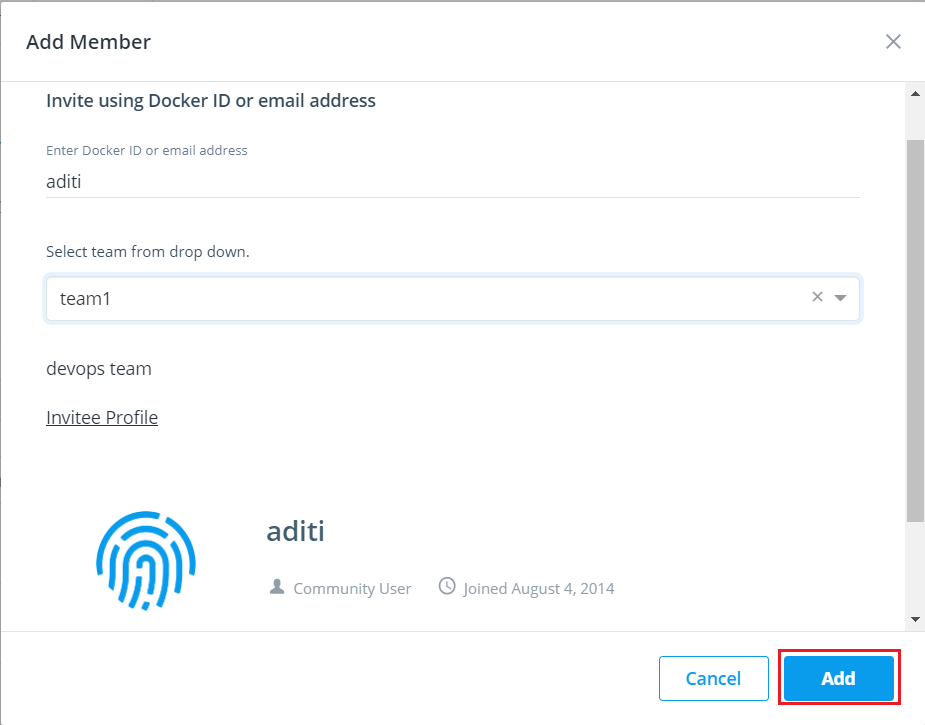 Add Member
Invite using Docker ID or email address
Enter Docker ID or email address
aditi
Select team from drop down.
team1
devops team
Invitee Profile
aditi
Community User Joined August 4, 2014
Cancel Add